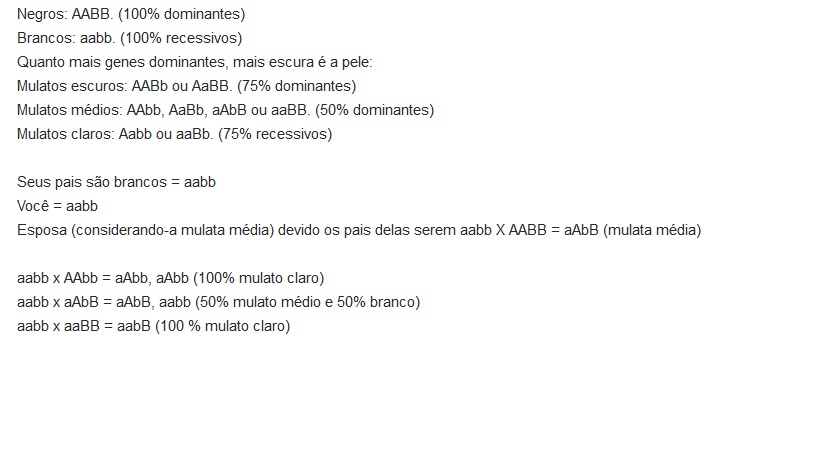 Negros: AABB. (100% dominantes)
Brancos: aabb. (100% recessivos)
Quanto mais genes dominantes, mais escura é a pele:
Mulatos escuros: AABb ou AaBB. (75% dominantes)
Mulatos médios: AAbb, AaBb, aAbB ou aaBB. (50% dominantes)
Mulatos claros: Aabb ou aaBb. (75% recessivos)
Seus pais são brancos = aabb
Você = aabb
Esposa (considerando-a mulata média) devido os pais delas serem aabb X AABB = aAbB (mulata média)
aabb x AAbb = aAbb, aAbb (100% mulato claro)
aabb x aAbB = aAbB, aabb (50% mulato médio e 50% branco)
aabb x aaBB = aabB (100 % mulato claro)